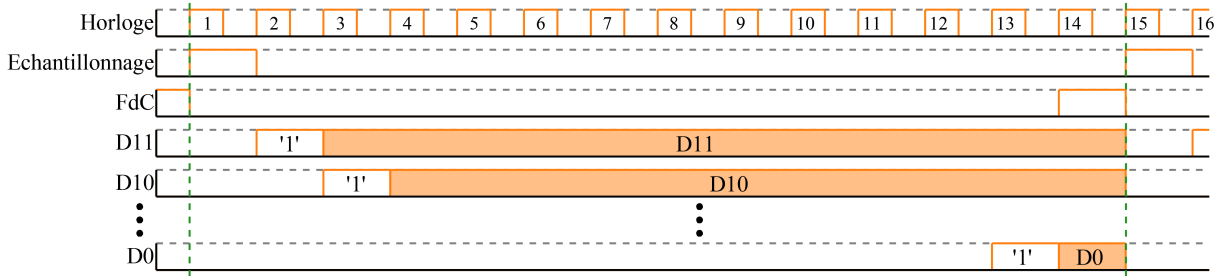 Horloge 1 2 3 4 5 6 7 8 9 10 11 12 13 14 15 16
Echantillonnage
FdC
D11 '1' D11
D10 '1' D10
D0 '1' D0